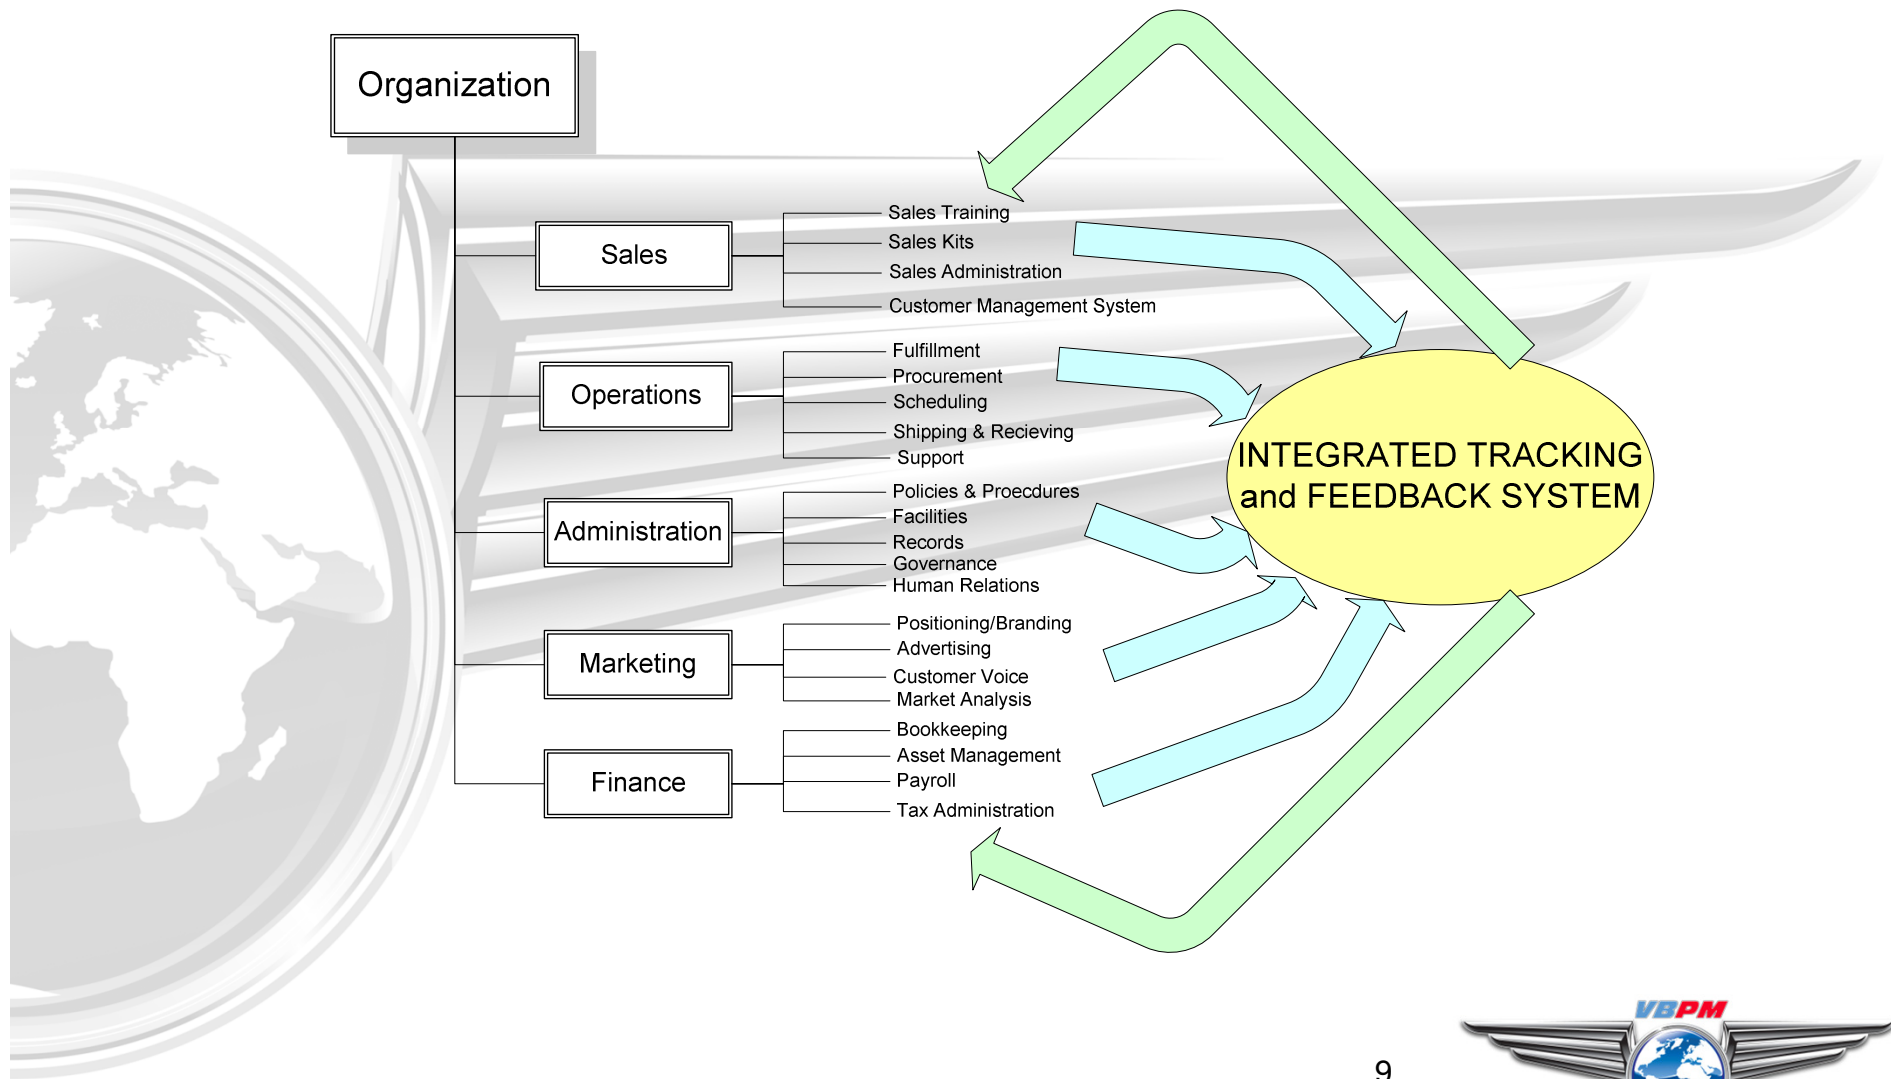 Organization
Sales
Sales Training
Sales Kits
Sales Administration
Customer Management System
Operations
Fulfillment
Procurement
Scheduling
Shipping & Recieving
Support
Administration
Policies & Proecdures
Facilities
Records
Governance
Human Relations
Marketing
Positioning/Branding
Advertising
Customer Voice
Market Analysis
Finance
Bookkeeping
Asset Management
Payroll
Tax Administration
INTEGRATED TRACKING
and FEEDBACK SYSTEM
VBPM
9